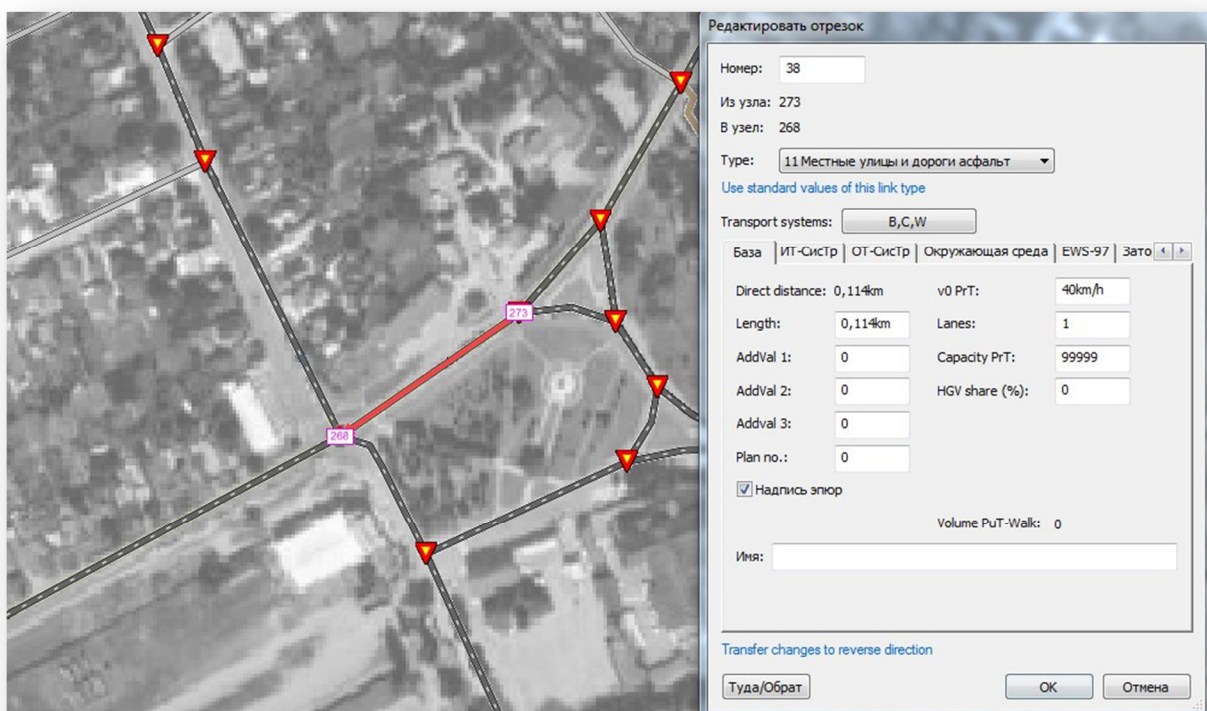 Редактировать отрезок
Номер: 38
Из узла: 273
В узел: 268
Type: 11 Местные улицы и дороги асфальт
Use standard values of this link type
Transport systems: B,C,W
База ИТ-СисТр ОТ-СисТр Окружающая среда EWS-97 Зато
Direct distance: 0,114km v0 PrT: 40km/h
Length: 0,114km Lanes: 1
AddVal 1: 0 Capacity PrT: 99999
AddVal 2: 0 HGV share (%): 0
Addval 3: 0
Plan no.: 0
Надпись эпюр
Volume PuT-Walk: 0
Имя:
Transfer changes to reverse direction
Туда/Обрат OK Отмена
273
268